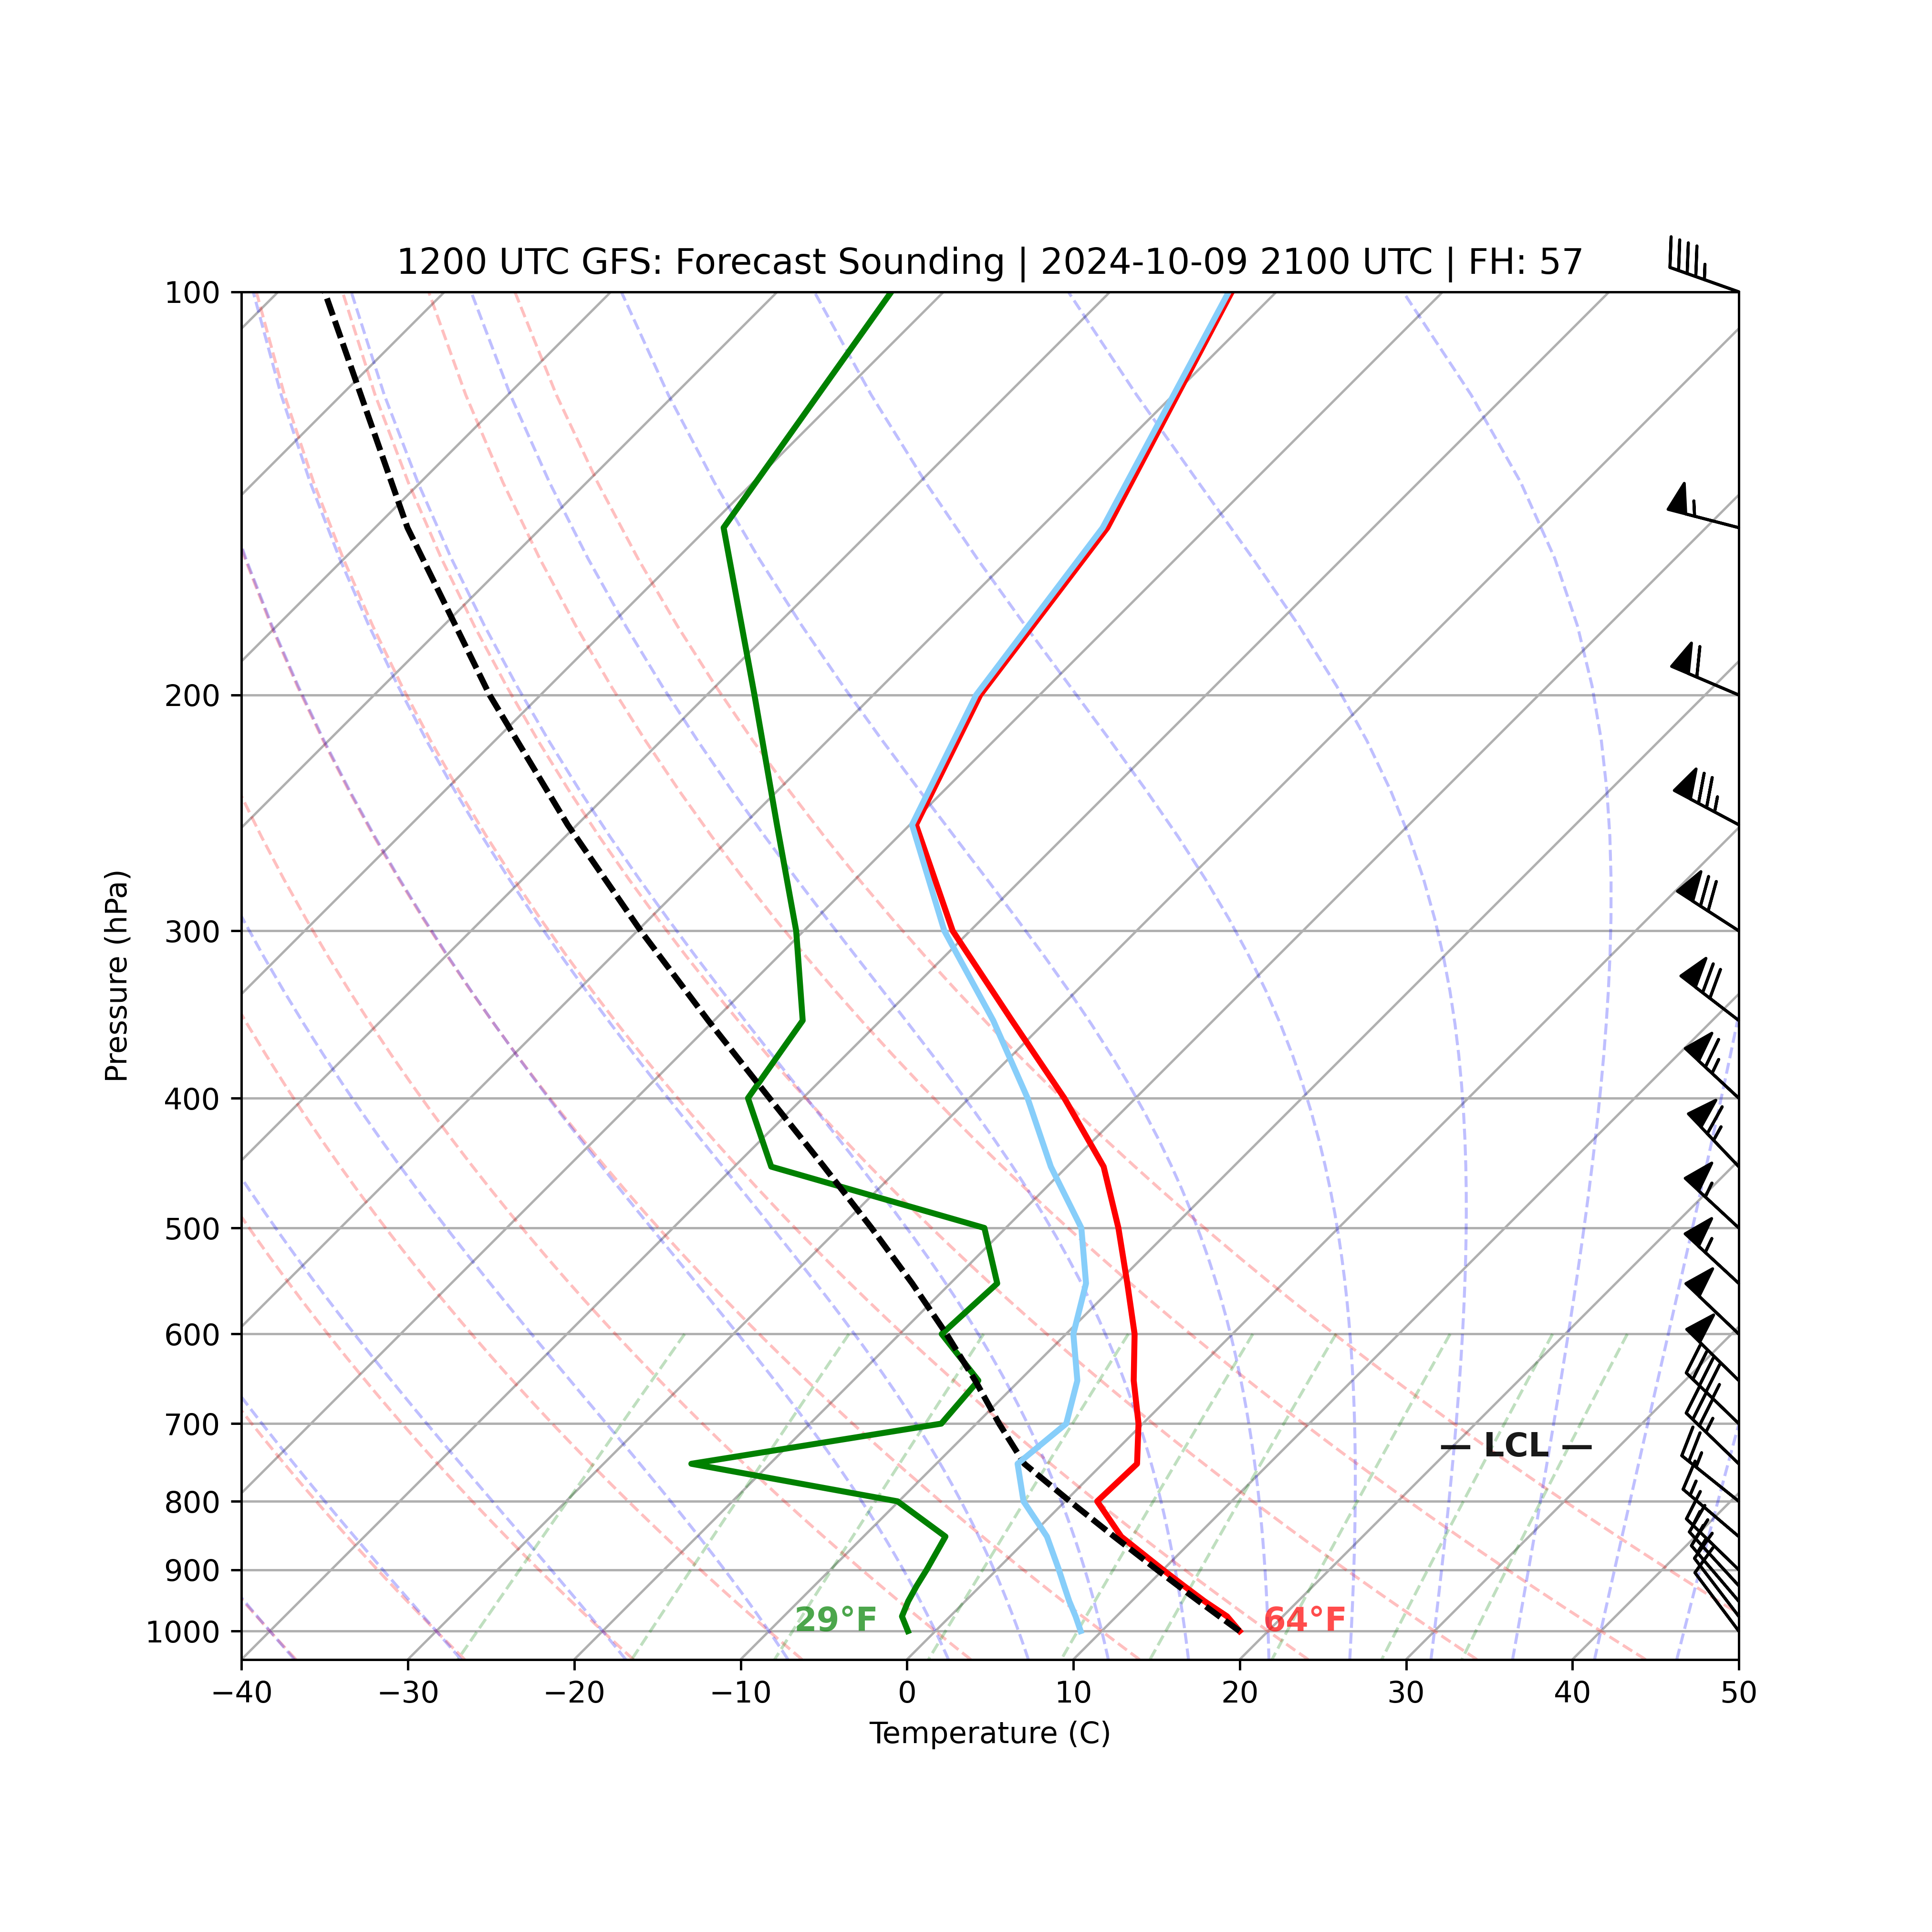 1200 UTC GFS: Forecast Sounding | 2024-10-09 2100 UTC | FH: 57
100
200
300
400
500
600
700
800
900
1000
Pressure (hPa)
— LCL —
29°F
64°F
−40 −30 −20 −10 0 10 20 30 40 50
Temperature (C)